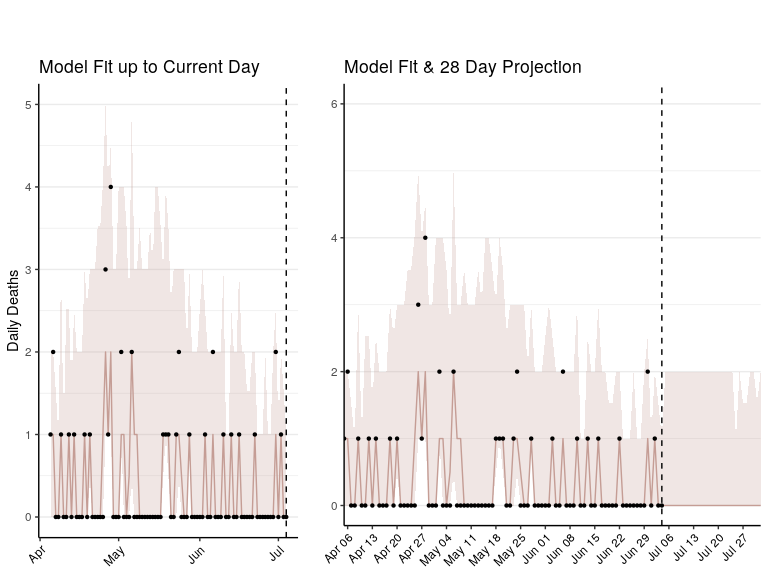 Model Fit up to Current Day
Daily Deaths
5
4
3
2
1
0
Apr
May
Jun
Jul
Model Fit & 28 Day Projection
6
4
2
0
Apr 06
Apr 13
Apr 20
Apr 27
May 04
May 11
May 18
May 25
Jun 01
Jun 08
Jun 15
Jun 22
Jun 29
Jul 06
Jul 13
Jul 20
Jul 27